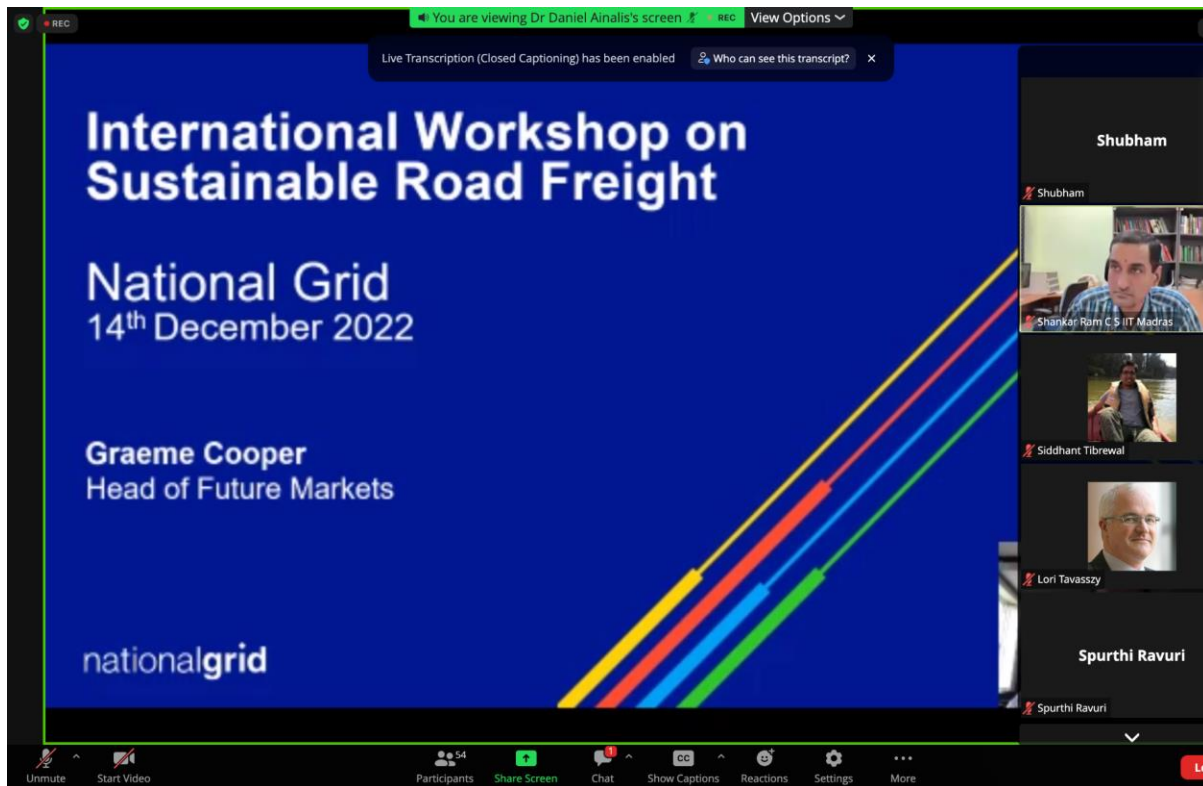 REC
You are viewing Dr Daniel Ainalis's screen REC View Options
Live Transcription (Closed Captioning) has been enabled Who can see this transcript?
International Workshop on
Sustainable Road Freight
National Grid
14th December 2022
Graeme Cooper
Head of Future Markets
nationalgrid
Shubham
Shubham
Shankar Ram C S IIT Madras
Siddhant Tibrewal
Lori Tavasszy
Spurthi Ravuri
Spurthi Ravuri
54
1
CC
Unmute Start Video Participants Share Screen Chat Show Captions Reactions Settings More